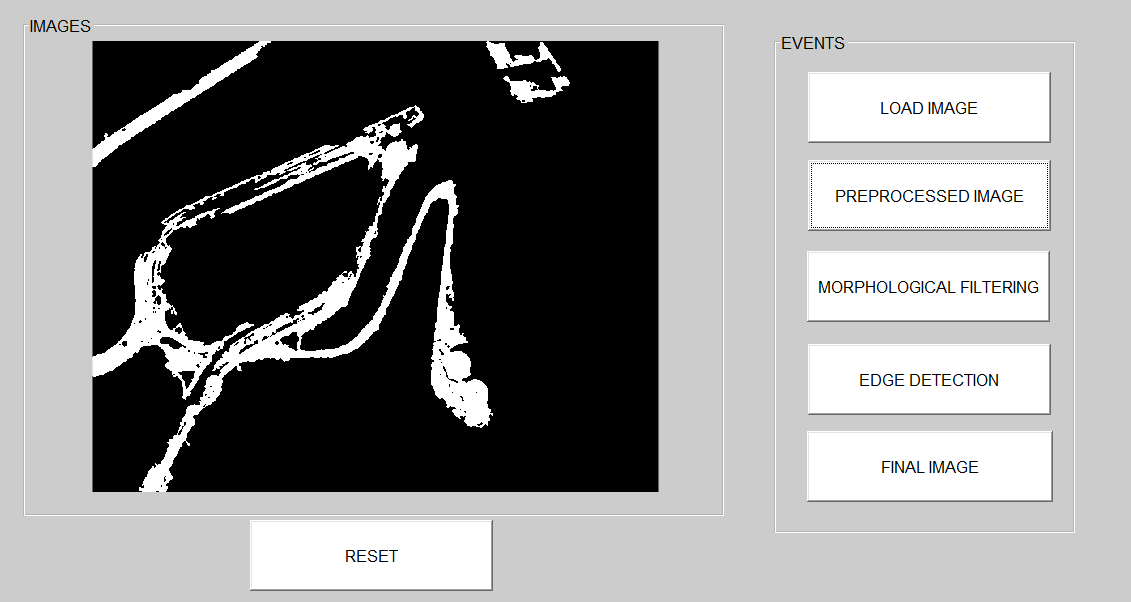 IMAGES
EVENTS
LOAD IMAGE
PREPROCESSED IMAGE
MORPHOLOGICAL FILTERING
EDGE DETECTION
FINAL IMAGE
RESET